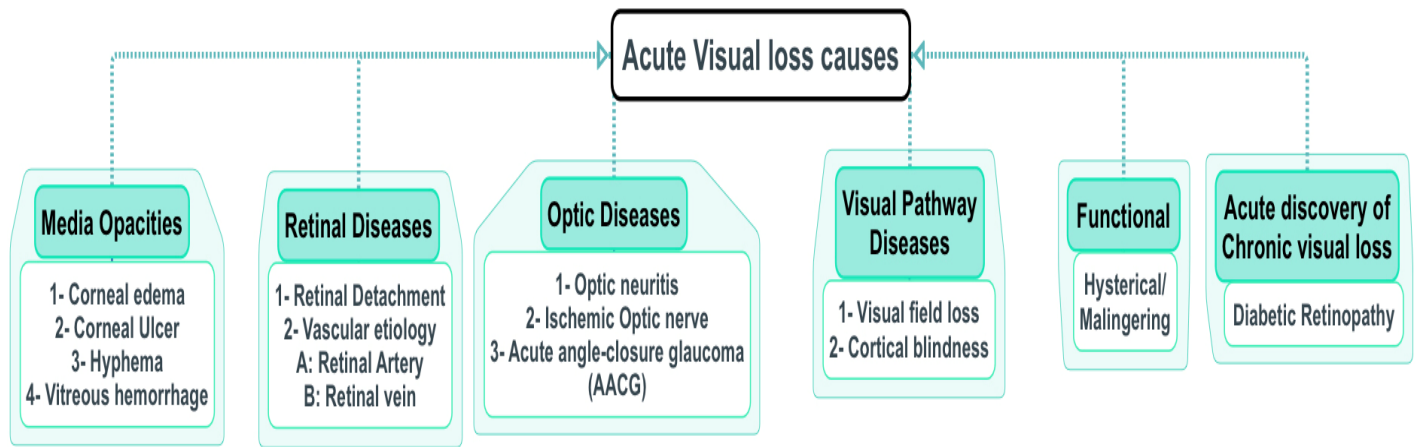 Acute Visual loss causes
Media Opacities
1- Corneal edema
2- Corneal Ulcer
3- Hyphema
4- Vitreous hemorrhage
Retinal Diseases
1- Retinal Detachment
2- Vascular etiology
A: Retinal Artery
B: Retinal vein
Optic Diseases
1- Optic neuritis
2- Ischemic Optic nerve
3- Acute angle-closure glaucoma
(AACG)
Visual Pathway
Diseases
1- Visual field loss
2- Cortical blindness
Functional
Hysterical/
Malingering
Acute discovery of
Chronic visual loss
Diabetic Retinopathy